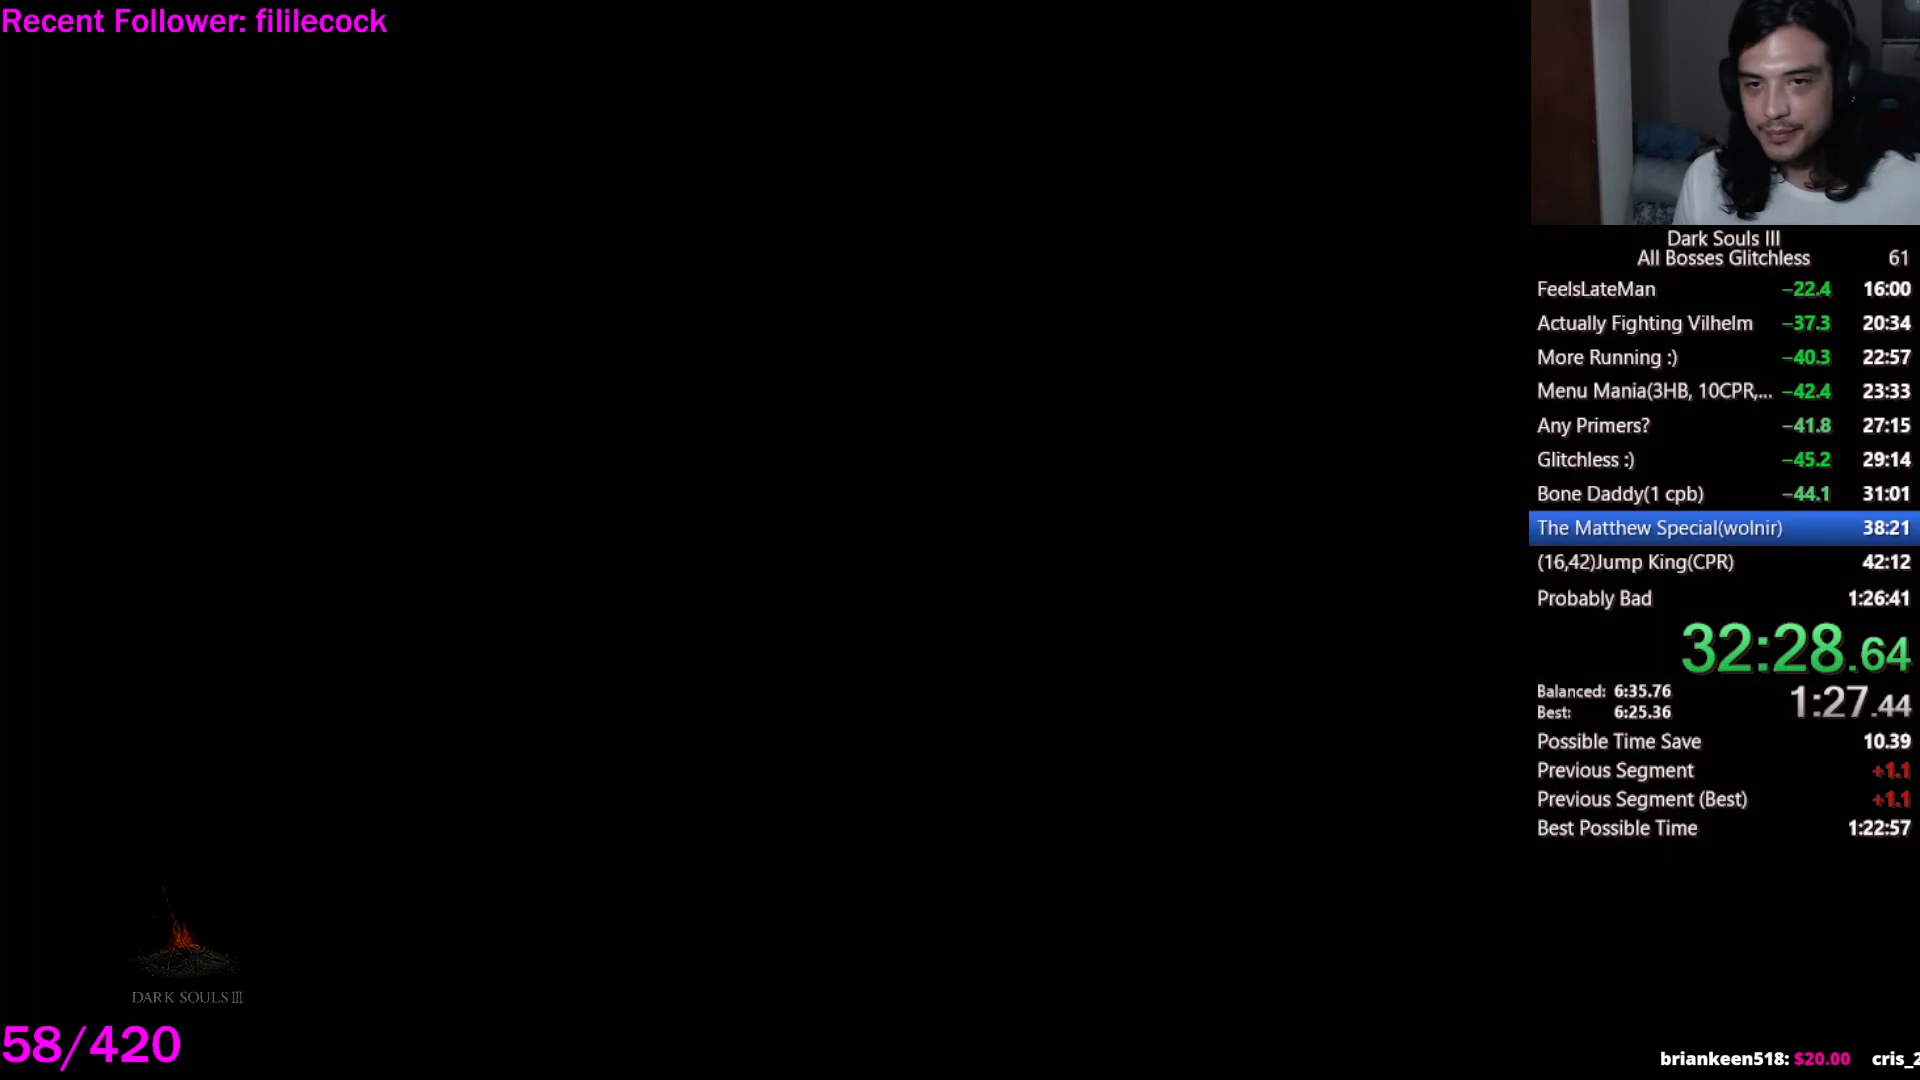 Recent Follower: fililecock
Dark Souls III
All Bosses Glitchless 61
FeelsLateMan −22.4 16:00
Actually Fighting Vilhelm −37.3 20:34
More Running :) −40.3 22:57
Menu Mania(3HB, 10CPR,... −42.4 23:33
Any Primers? −41.8 27:15
Glitchless :) −45.2 29:14
Bone Daddy(1 cpb) −44.1 31:01
The Matthew Special(wolnir) 38:21
(16,42)Jump King(CPR) 42:12
Probably Bad 1:26:41
32:28.64
Balanced: 6:35.76 1:27.44
Best: 6:25.36
Possible Time Save 10.39
Previous Segment +1.1
Previous Segment (Best) +1.1
Best Possible Time 1:22:57
DARK SOULS III
58/420
briankeen518: $20.00 cris_2